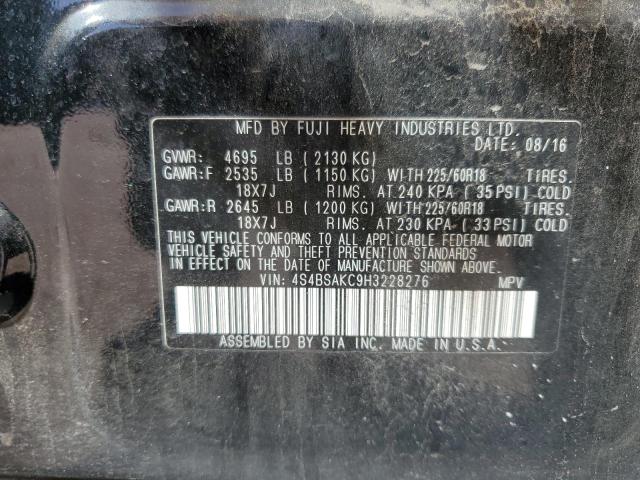 MFD BY FUJI HEAVY INDUSTRIES LTD.
DATE: 08/16
GVWR: 4695 LB ( 2130 KG)
GAWR:F 2535 LB ( 1150 KG) WITH 225/60R18 TIRES.
18X7J RIMS. AT 240 KPA ( 35 PSI) COLD
GAWR:R 2645 LB ( 1200 KG) WITH 225/60R18 TIRES.
18X7J RIMS. AT 230 KPA ( 33 PSI) COLD
THIS VEHICLE CONFORMS TO ALL APPLICABLE FEDERAL MOTOR
VEHICLE SAFETY AND THEFT PREVENTION STANDARDS
IN EFFECT ON THE DATE OF MANUFACTURE SHOWN ABOVE.
VIN: 4S4BSAKC9H3228276 MPV
ASSEMBLED BY SIA INC. MADE IN U.S.A.